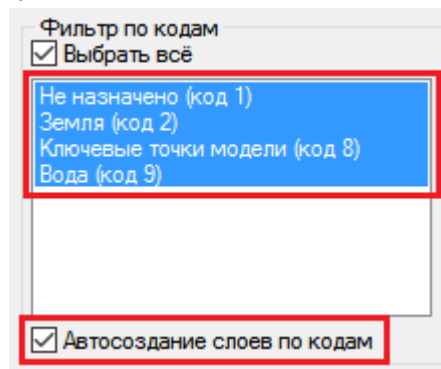 Фильтр по кодам
Выбрать всё
Не назначено (код 1)
Земля (код 2)
Ключевые точки модели (код 8)
Вода (код 9)
Автосоздание слоев по кодам